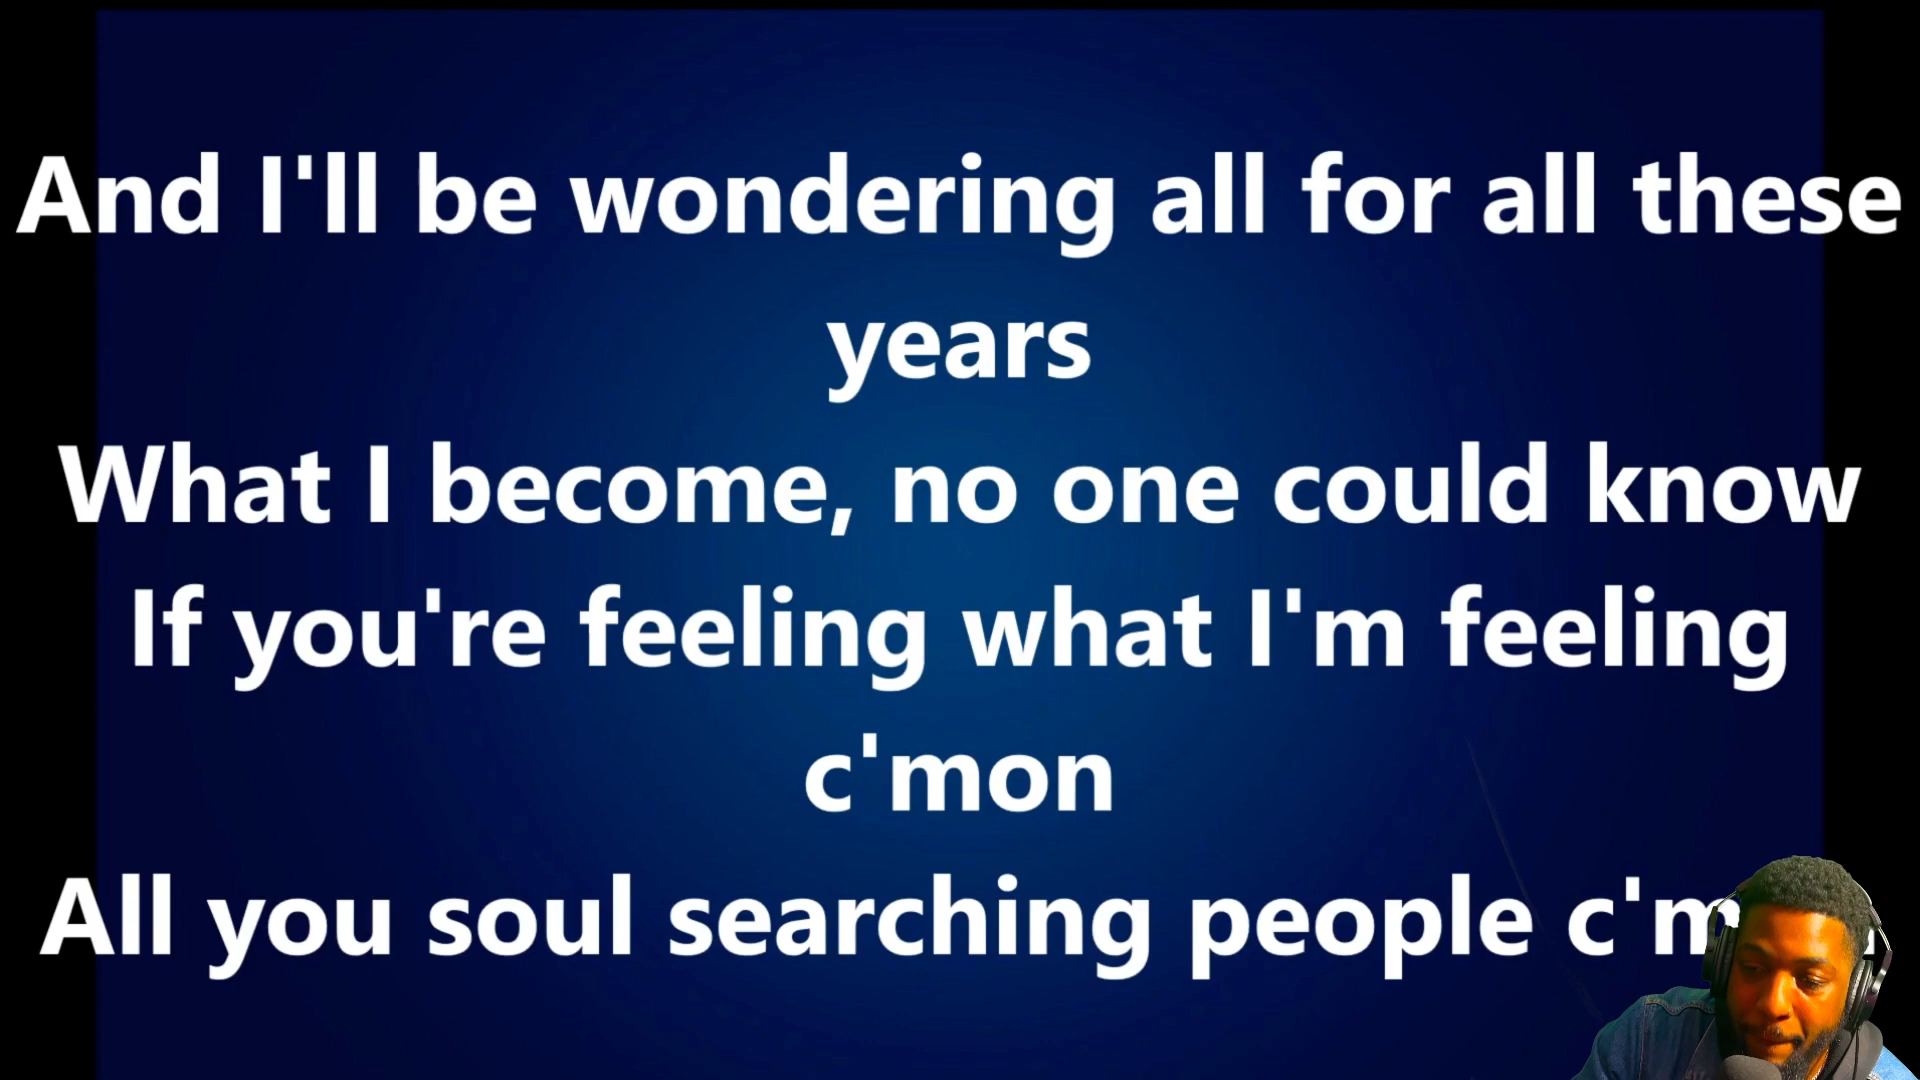 And I'll be wondering all for all these
years
What I become, no one could know
If you're feeling what I'm feeling
c'mon
All you soul searching people